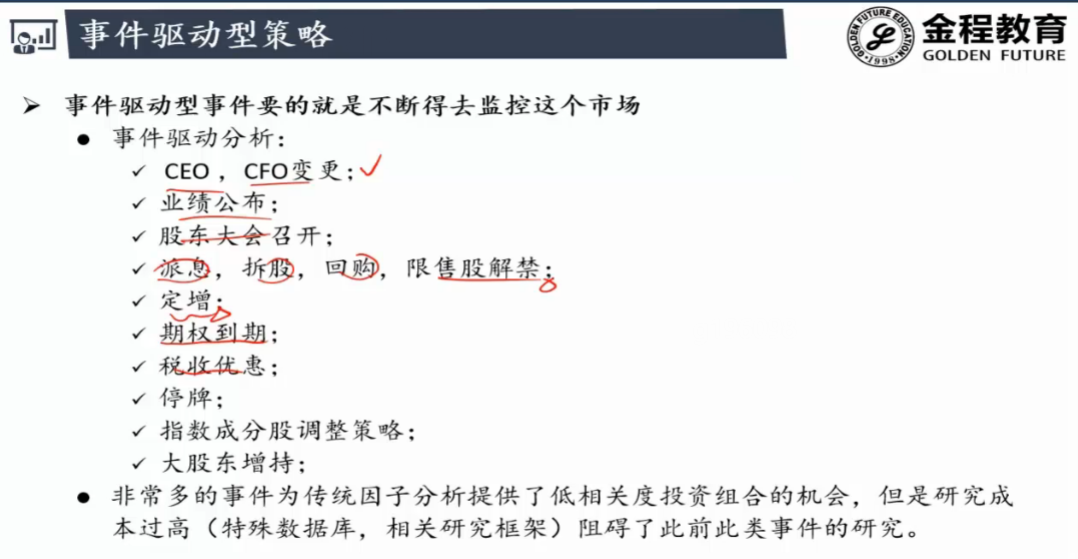 事件驱动型策略
GOLDEN FUTURE EDUCATION
1998
金程教育
GOLDEN FUTURE
事件驱动型事件要的就是不断得去监控这个市场
事件驱动分析:
CEO，CFO变更;
业绩公布;
股东大会召开;
派息，拆股，回购，限售股解禁;
定增;
期权到期;
税收优惠;
停牌;
指数成分股调整策略;
大股东增持;
非常多的事件为传统因子分析提供了低相关度投资组合的机会，但是研究成
本过高（特殊数据库，相关研究框架）阻碍了此前此类事件的研究。